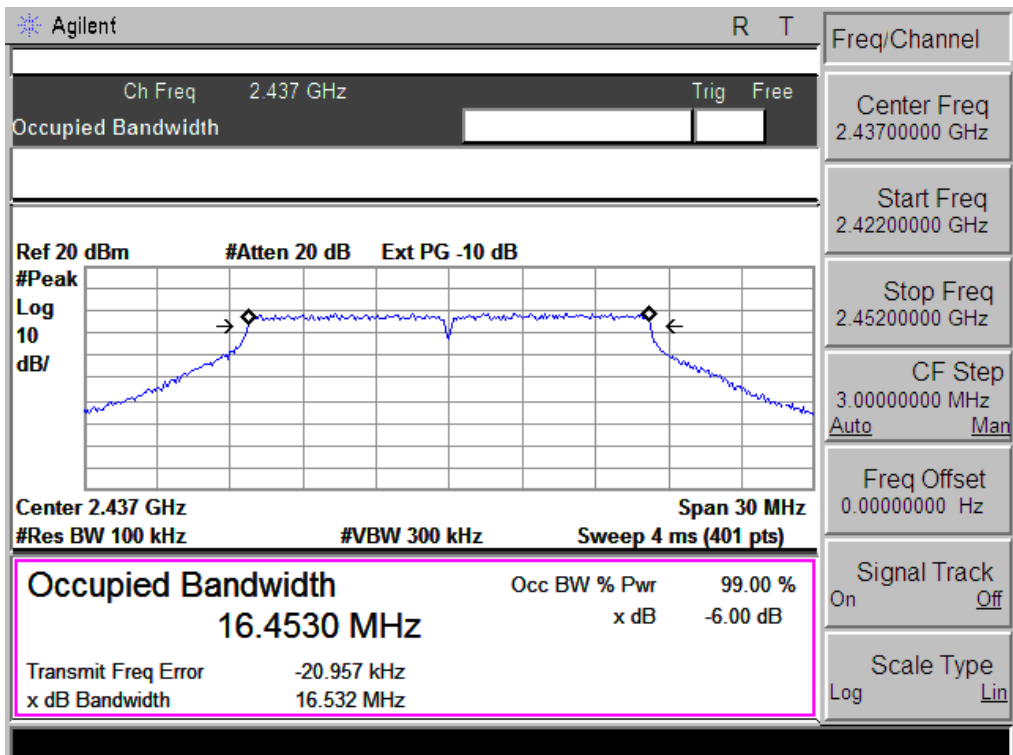 Agilent R T
Ch Freq 2.437 GHz Trig Free
Occupied Bandwidth
Ref 20 dBm #Atten 20 dB Ext PG -10 dB
#Peak
Log
10
dB/
Center 2.437 GHz Span 30 MHz
#Res BW 100 kHz #VBW 300 kHz Sweep 4 ms (401 pts)
Occupied Bandwidth Occ BW % Pwr 99.00 %
16.4530 MHz x dB -6.00 dB
Transmit Freq Error -20.957 kHz
x dB Bandwidth 16.532 MHz
Freq/Channel
Center Freq
2.43700000 GHz
Start Freq
2.42200000 GHz
Stop Freq
2.45200000 GHz
CF Step
3.00000000 MHz
Auto Man
Freq Offset
0.00000000 Hz
Signal Track
On Off
Scale Type
Log Lin